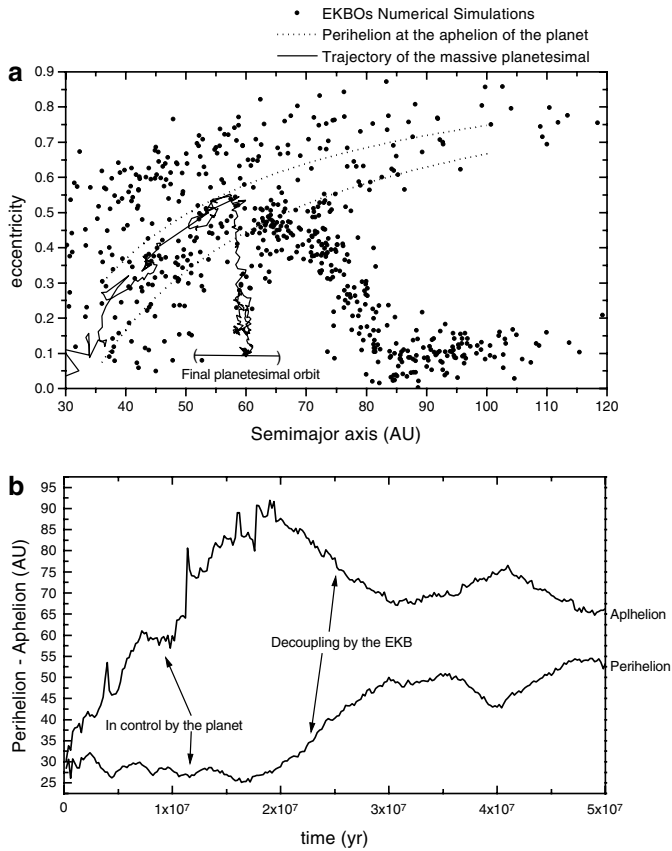 EKBOs Numerical Simulations
Perihelion at the aphelion of the planet
Trajectory of the massive planetesimal
a
0.9
0.8
0.7
0.6
0.5
0.4
0.3
0.2
0.1
0.0
eccentricity
Final planetesimal orbit
30 40 50 60 70 80 90 100 110 120
Semimajor axis (AU)
b
95
90
85
80
75
70
65
60
55
50
45
40
35
30
25
Perihelion - Aphelion (AU)
Aplhelion
Decoupling by the EKB
Perihelion
In control by the planet
0 1x10⁷ 2x10⁷ 3x10⁷ 4x10⁷ 5x10⁷
time (yr)